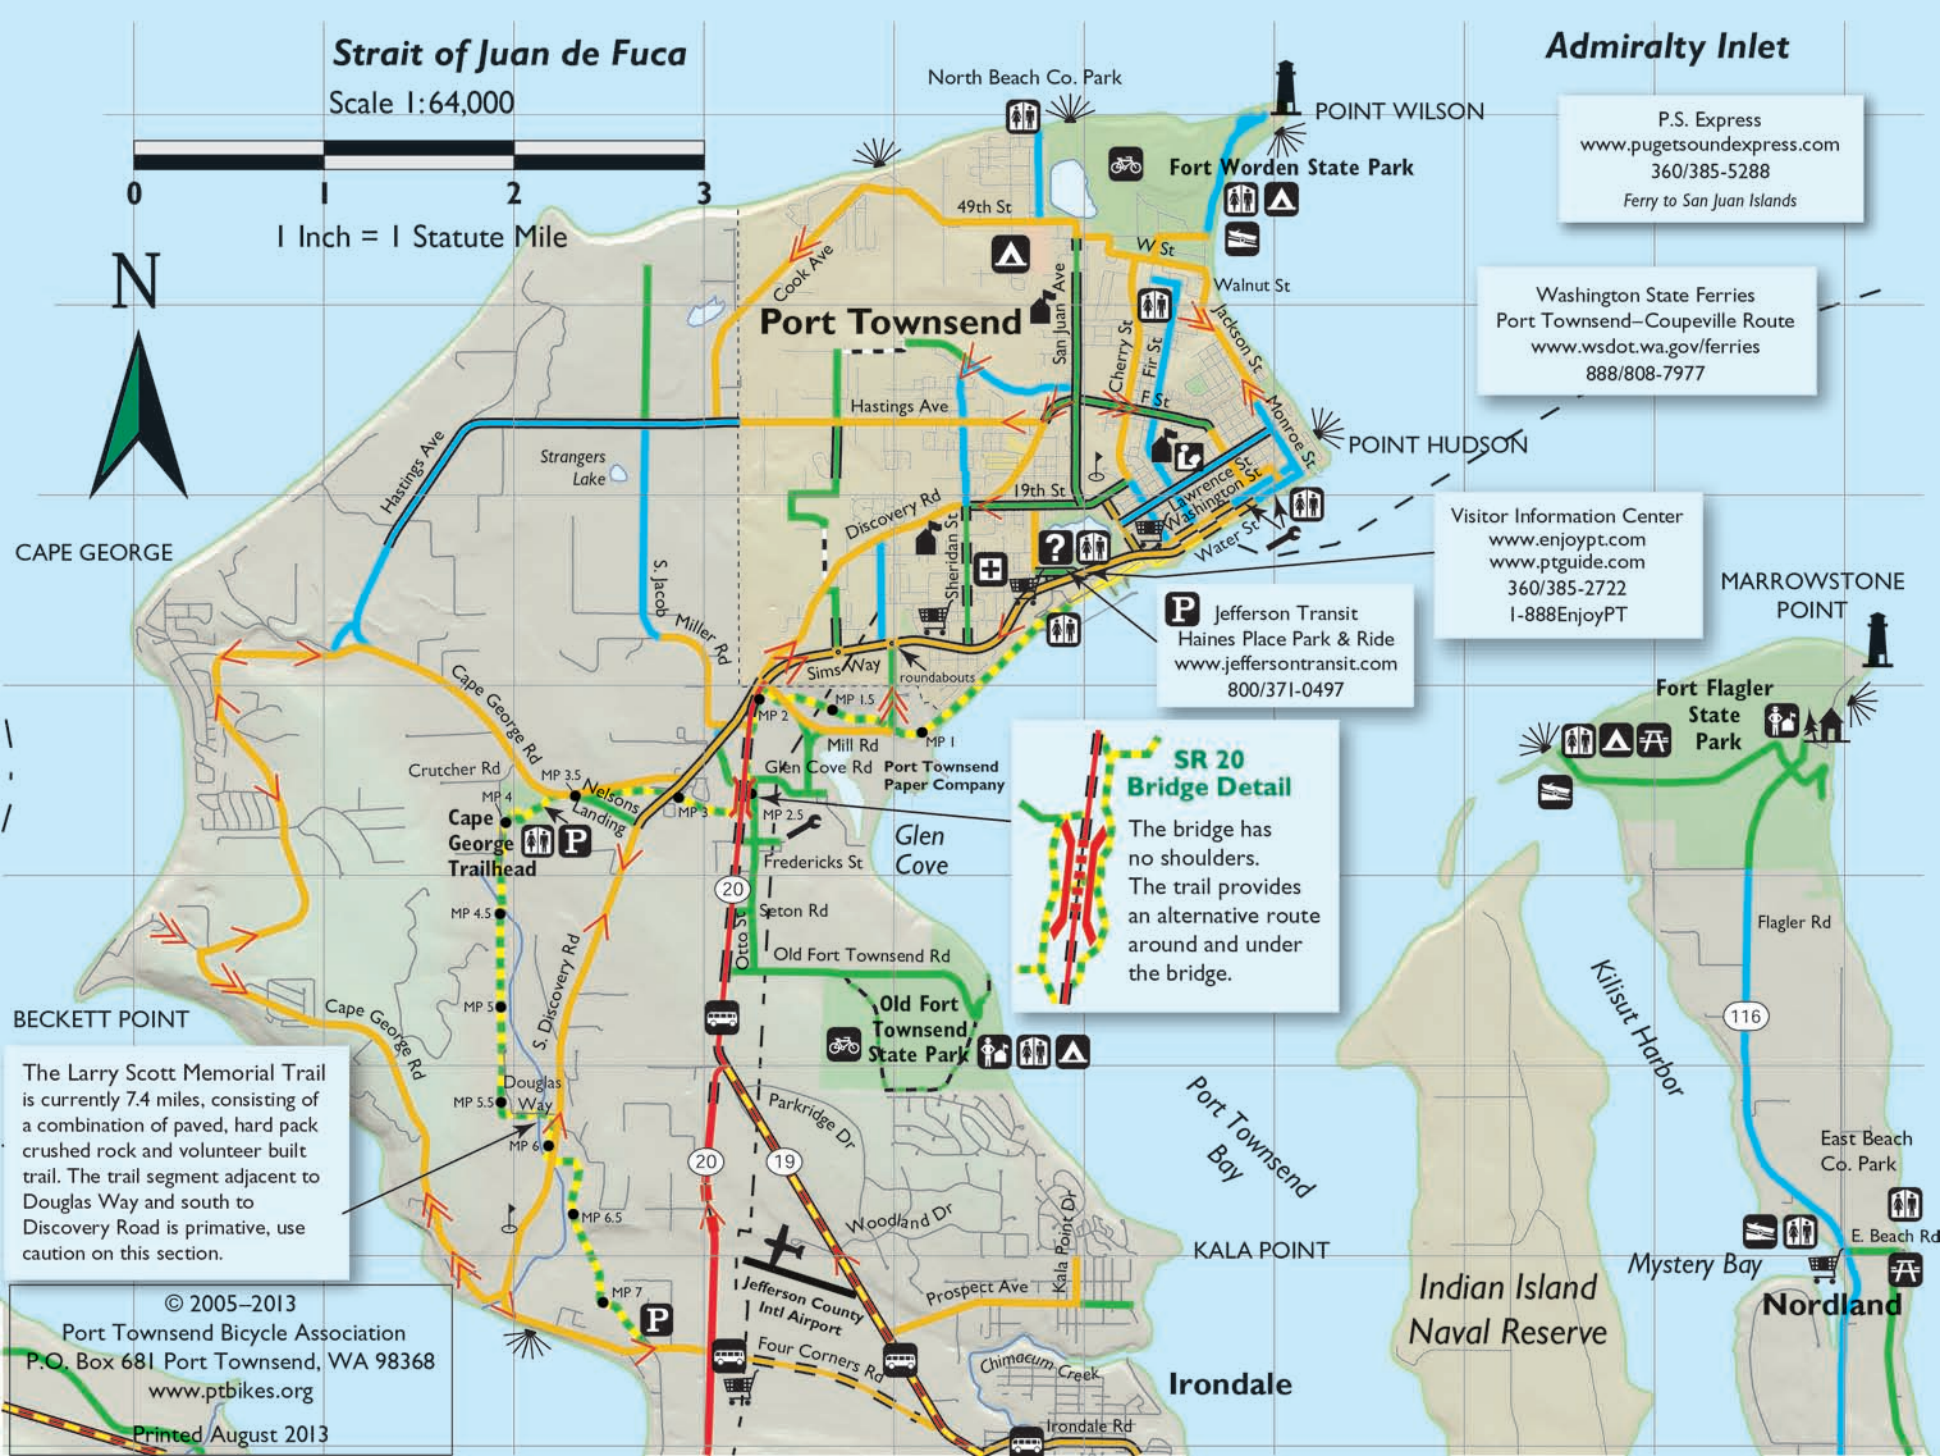 Strait of Juan de Fuca
Scale 1:64,000
0 1 2 3
1 Inch = 1 Statute Mile
N
Admiralty Inlet
North Beach Co. Park
POINT WILSON
Fort Worden State Park
P.S. Express
www.pugetsoundexpress.com
360/385-5288
Ferry to San Juan Islands
49th St
W St
Cook Ave
San Juan Ave
Walnut St
Jackson St
Port Townsend
Cherry St
Fir St
Washington State Ferries
Port Townsend–Coupeville Route
www.wsdot.wa.gov/ferries
888/808-7977
Hastings Ave
F St
Monroe St
POINT HUDSON
Hastings Ave
Strangers
Lake
Discovery Rd
19th St
Lawrence St
Washington St
Water St
Sheridan St
?
Visitor Information Center
www.enjoypt.com
www.ptguide.com
360/385-2722
1-888EnjoyPT
CAPE GEORGE
S. Jacob
Miller Rd
P
Jefferson Transit
Haines Place Park & Ride
www.jeffersontransit.com
800/371-0497
MARROWSTONE
POINT
Sims Way
roundabouts
Cape George Rd
MP 1.5
MP 2
MP 1
Mill Rd
Fort Flagler
State
Park
Crutcher Rd
MP 3.5
Nelsons
Landing
Glen Cove Rd
Port Townsend
Paper Company
MP 4
MP 3
MP 2.5
Cape
George
Trailhead
P
Glen
Cove
SR 20
Bridge Detail
The bridge has
no shoulders.
The trail provides
an alternative route
around and under
the bridge.
Fredericks St
20
MP 4.5
Seton Rd
Otto St
Old Fort Townsend Rd
Flagler Rd
S. Discovery Rd
Kilisut Harbor
MP 5
BECKETT POINT
Cape George Rd
Old Fort
Townsend
State Park
116
The Larry Scott Memorial Trail
is currently 7.4 miles, consisting of
a combination of paved, hard pack
crushed rock and volunteer built
trail. The trail segment adjacent to
Douglas Way and south to
Discovery Road is primative, use
caution on this section.
Douglas
Way
MP 5.5
MP 6
Parkridge Dr
20
19
Port Townsend
Bay
East Beach
Co. Park
MP 6.5
Woodland Dr
Kala Point Dr
KALA POINT
E. Beach Rd
Mystery Bay
Nordland
Indian Island
Naval Reserve
Jefferson County
Intl Airport
Prospect Ave
MP 7
P
Four Corners Rd
Chimacum Creek
Irondale
Irondale Rd
© 2005–2013
Port Townsend Bicycle Association
P.O. Box 681 Port Townsend, WA 98368
www.ptbikes.org
Printed August 2013